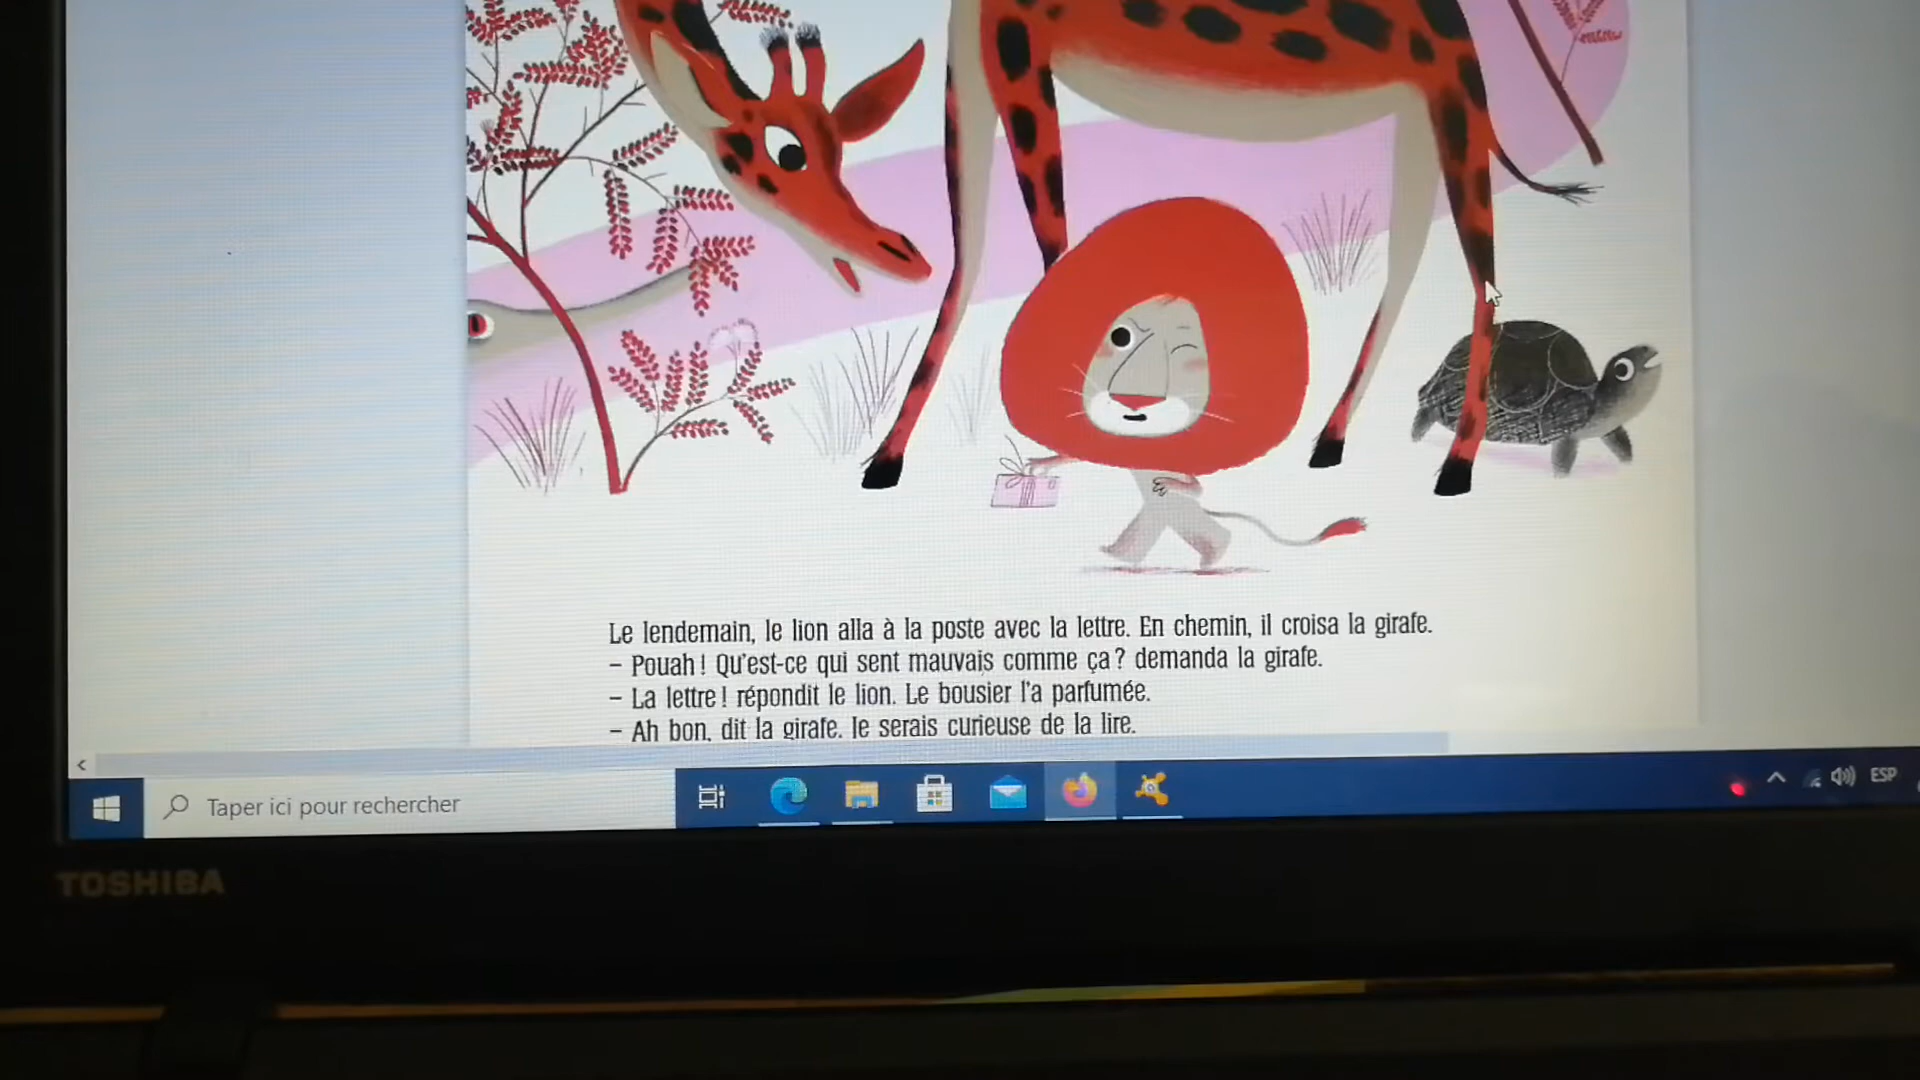 Le lendemain, le lion alla à la poste avec la lettre. En chemin, il croisa la girafe.
– Pouah ! Qu'est-ce qui sent mauvais comme ça ? demanda la girafe.
– La lettre ! répondit le lion. Le bousier l'a parfumée.
– Ah bon, dit la girafe. Je serais curieuse de la lire.
Taper ici pour rechercher
ESP
TOSHIBA